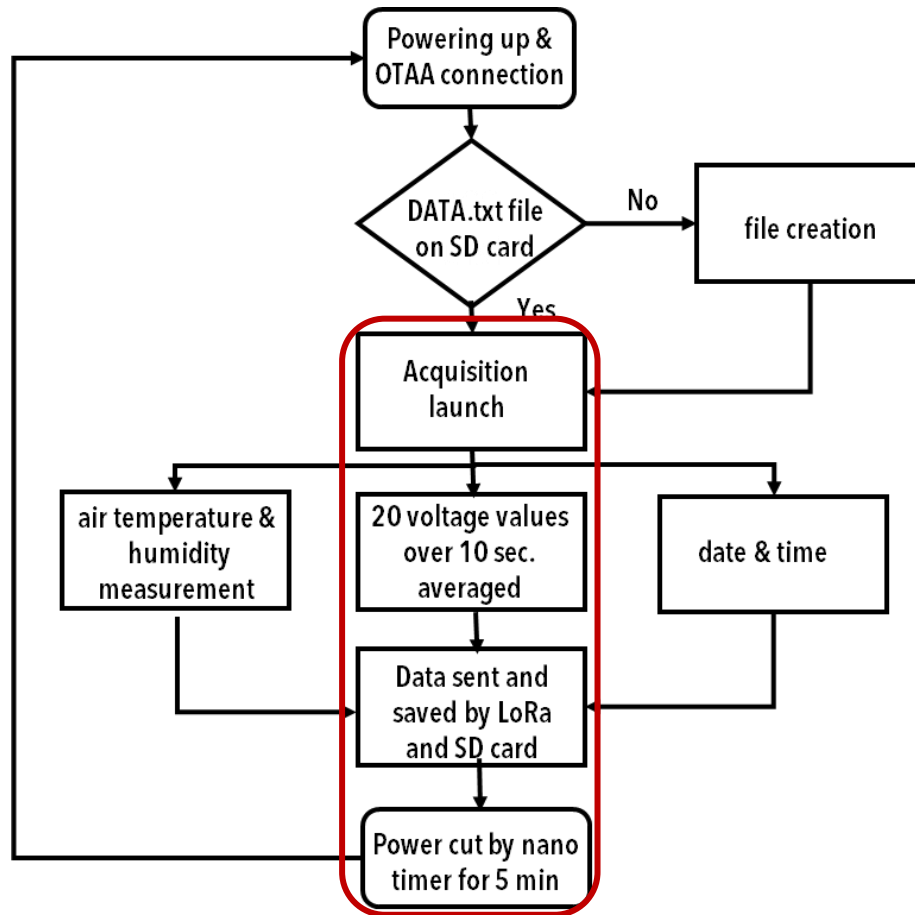 Powering up &
OTAA connection
DATA.txt file
on SD card
No
file creation
Yes
Acquisition
launch
air temperature &
humidity
measurement
20 voltage values
over 10 sec.
averaged
date & time
Data sent and
saved by LoRa
and SD card
Power cut by nano
timer for 5 min